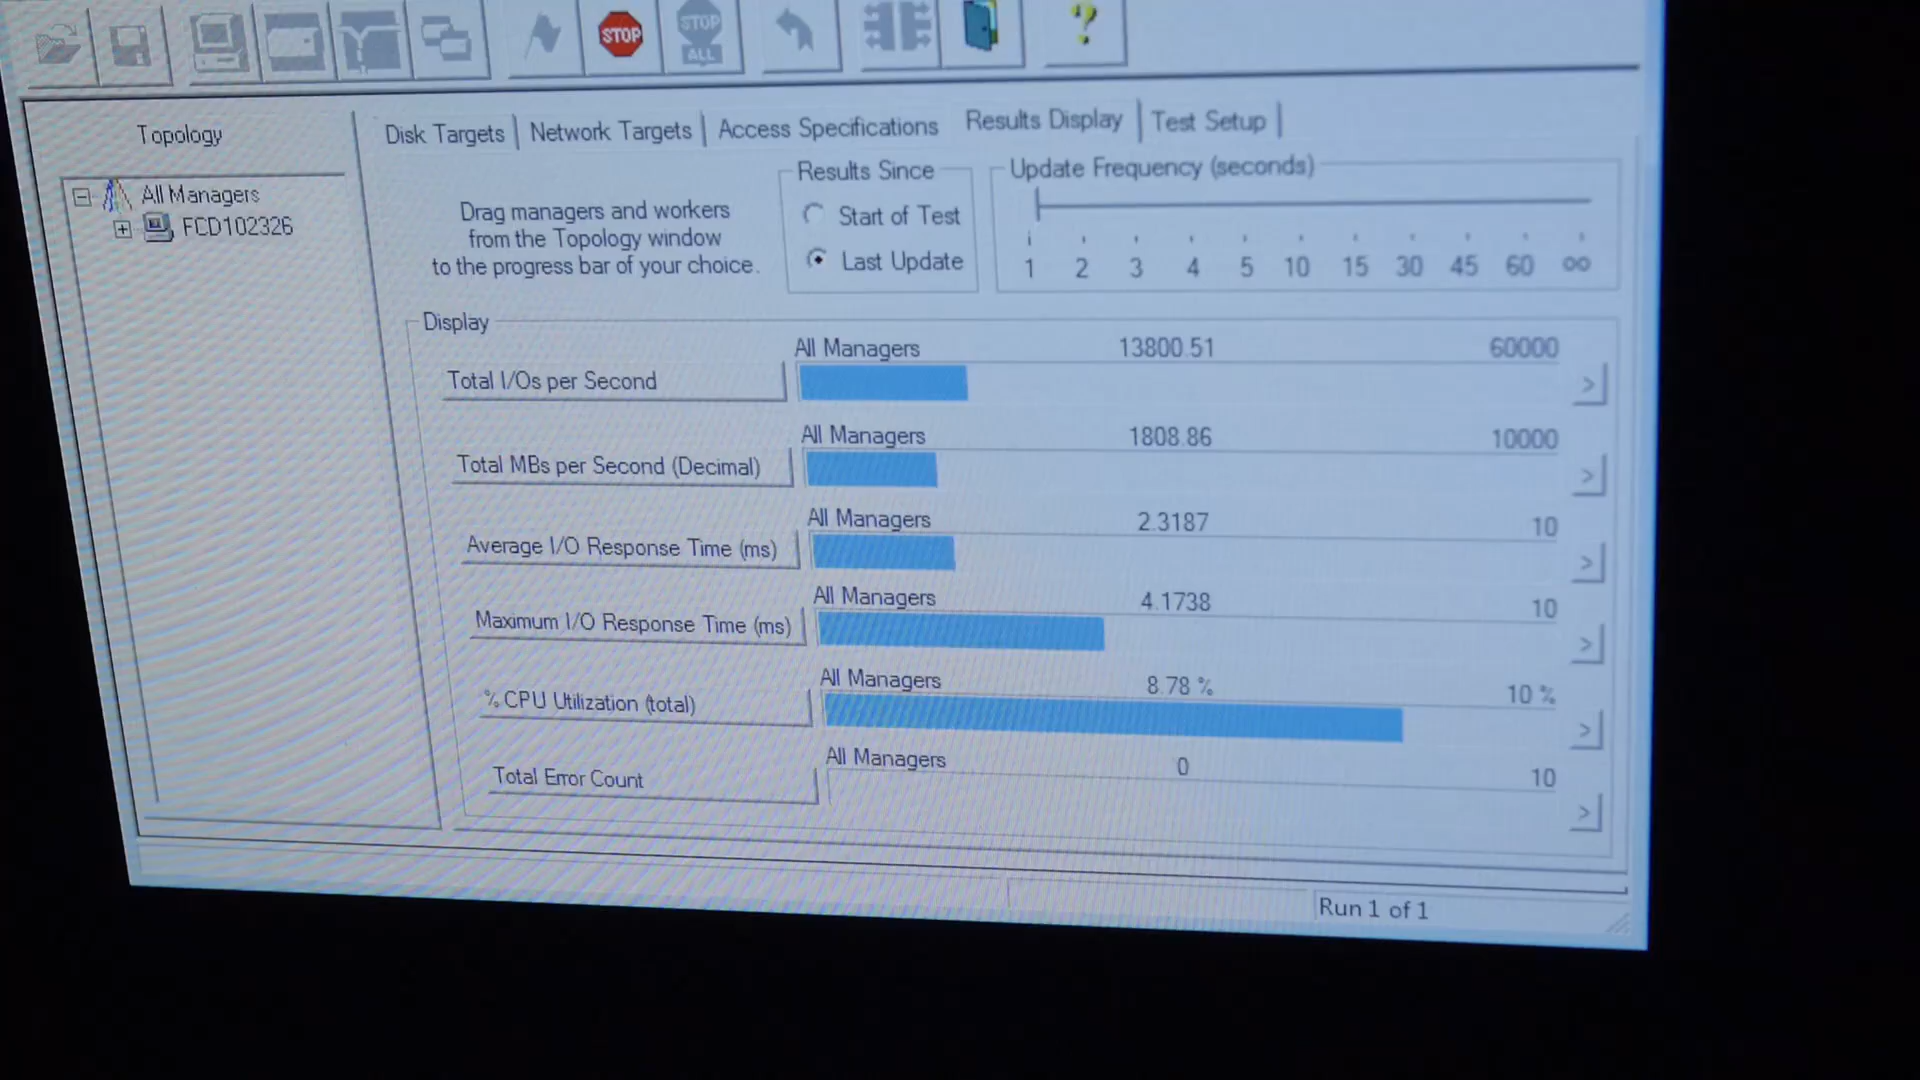 STOP
STOP
ALL
?
Topology
All Managers
FCD102326
Disk Targets
Network Targets
Access Specifications
Results Display
Test Setup
Drag managers and workers
from the Topology window
to the progress bar of your choice.
Results Since
Start of Test
Last Update
Update Frequency (seconds)
1 2 3 4 5 10 15 30 45 60 oo
Display
All Managers 13800.51 60000
Total I/Os per Second >
All Managers 1808.86 10000
Total MBs per Second (Decimal) >
All Managers 2.3187 10
Average I/O Response Time (ms) >
All Managers 4.1738 10
Maximum I/O Response Time (ms) >
All Managers 8.78 % 10 %
% CPU Utilization (total) >
All Managers 0 10
Total Error Count >
Run 1 of 1